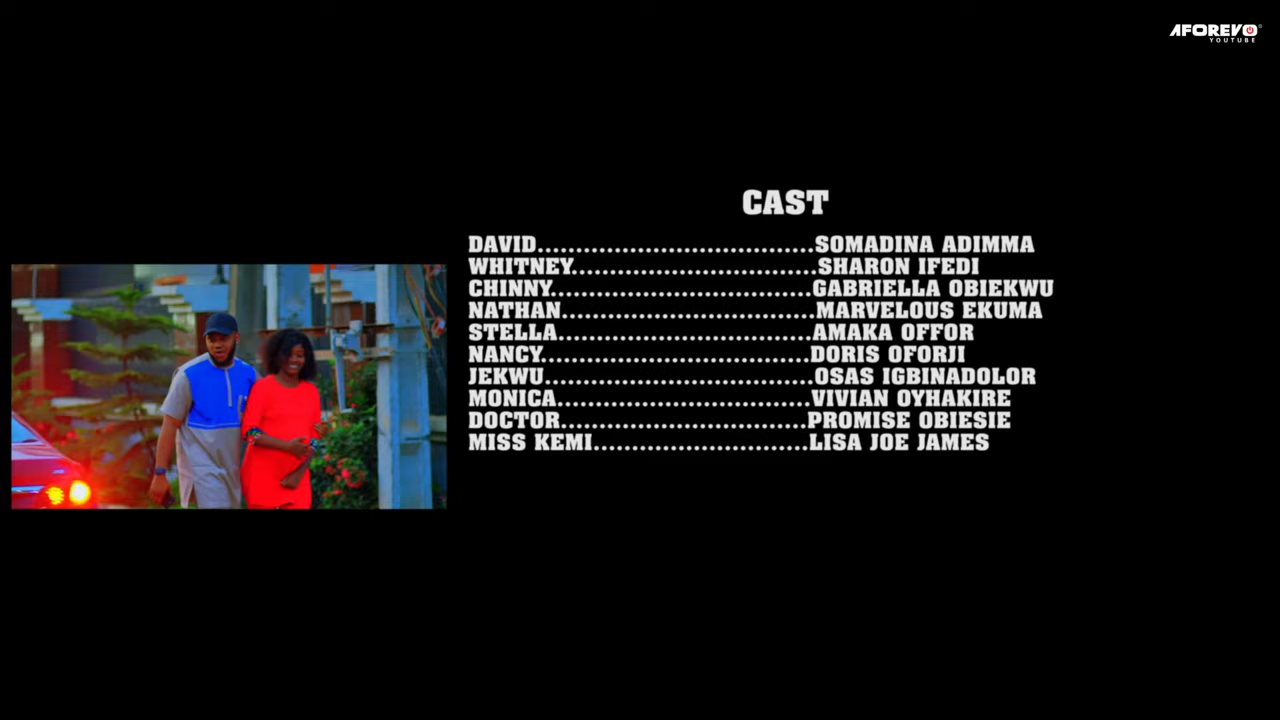 AFOREVO
YOUTUBE
CAST
DAVID....................................SOMADINA ADIMMA
WHITNEY................................SHARON IFEDI
CHINNY..................................GABRIELLA OBIEKWU
NATHAN.................................MARVELOUS EKUMA
STELLA.................................AMAKA OFFOR
NANCY...................................DORIS OFORJI
JEKWU...................................OSAS IGBINADOLOR
MONICA.................................VIVIAN OYHAKIRE
DOCTOR................................PROMISE OBIESIE
MISS KEMI............................LISA JOE JAMES